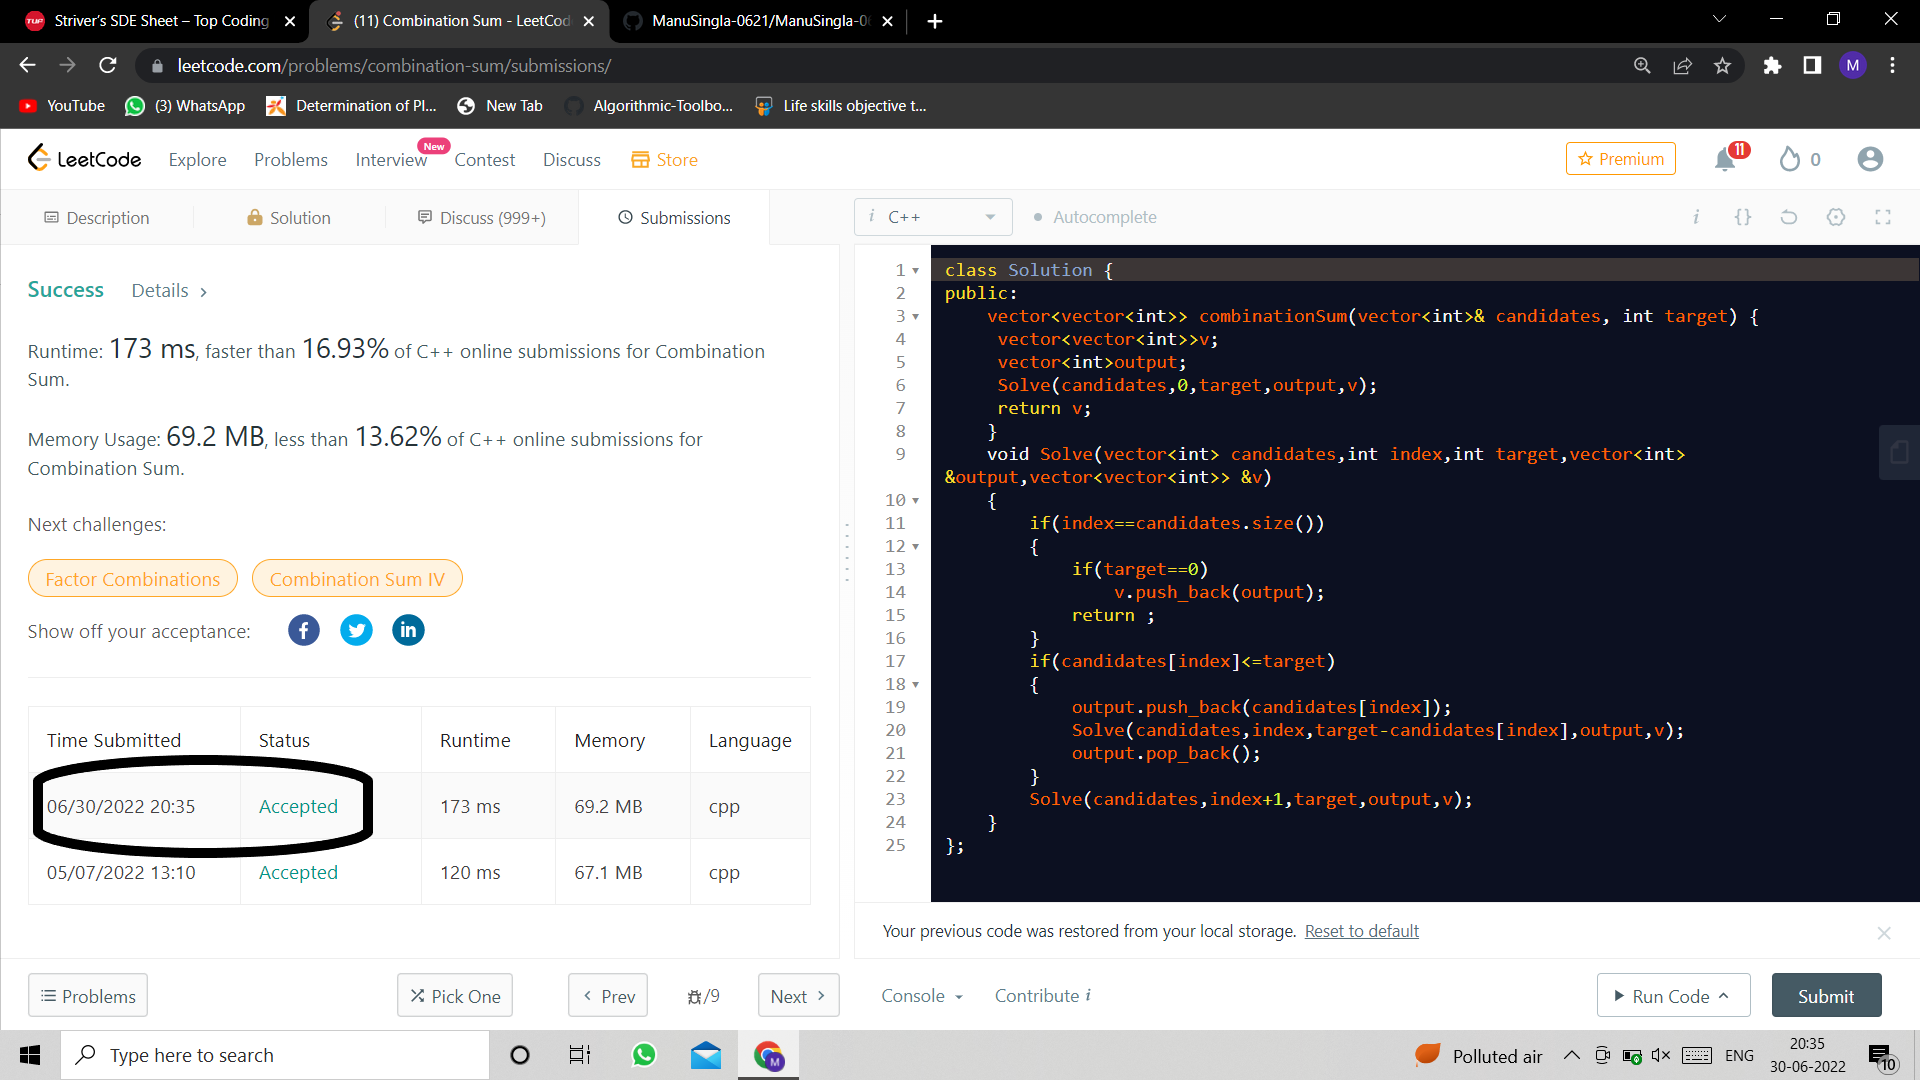 Striver's SDE Sheet – Top Coding
(11) Combination Sum - LeetCod
ManuSingla-0621/ManuSingla-06
leetcode.com/problems/combination-sum/submissions/
M
YouTube
(3) WhatsApp
Determination of Pl...
New Tab
Algorithmic-Toolbo...
Life skills objective t...
LeetCode
Explore
Problems
Interview
New
Contest
Discuss
Store
Premium
11
0
Description
Solution
Discuss (999+)
Submissions
i C++
Autocomplete
i
{}
Success
Details
Runtime: 173 ms, faster than 16.93% of C++ online submissions for Combination
Sum.
Memory Usage: 69.2 MB, less than 13.62% of C++ online submissions for
Combination Sum.
Next challenges:
Factor Combinations
Combination Sum IV
Show off your acceptance:
Time Submitted Status Runtime Memory Language
06/30/2022 20:35 Accepted 173 ms 69.2 MB cpp
05/07/2022 13:10 Accepted 120 ms 67.1 MB cpp
1 class Solution {
2 public:
3 vector<vector<int>> combinationSum(vector<int>& candidates, int target) {
4 vector<vector<int>>v;
5 vector<int>output;
6 Solve(candidates,0,target,output,v);
7 return v;
8 }
9 void Solve(vector<int> candidates,int index,int target,vector<int>
&output,vector<vector<int>> &v)
10 {
11 if(index==candidates.size())
12 {
13 if(target==0)
14 v.push_back(output);
15 return ;
16 }
17 if(candidates[index]<=target)
18 {
19 output.push_back(candidates[index]);
20 Solve(candidates,index,target-candidates[index],output,v);
21 output.pop_back();
22 }
23 Solve(candidates,index+1,target,output,v);
24 }
25 };
Your previous code was restored from your local storage. Reset to default
Problems
Pick One
Prev
/9
Next
Console
Contribute i
Run Code
Submit
Type here to search
M
Polluted air
ENG
20:35
30-06-2022
10